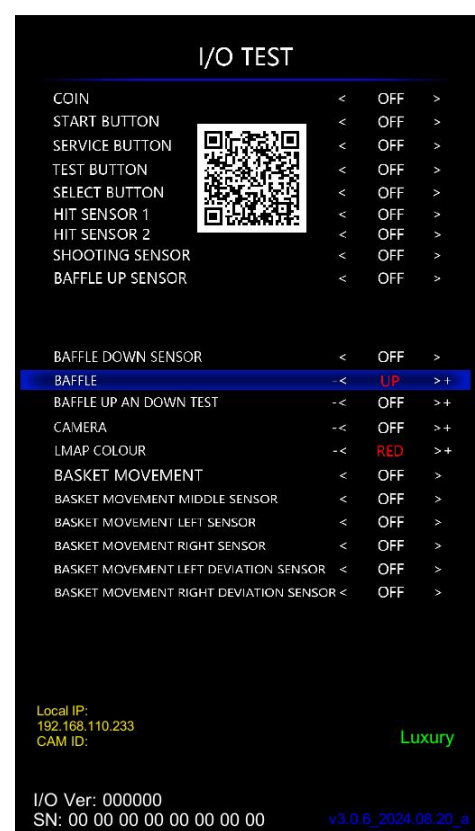 I/O TEST
COIN < OFF >
START BUTTON < OFF >
SERVICE BUTTON < OFF >
TEST BUTTON < OFF >
SELECT BUTTON < OFF >
HIT SENSOR 1 < OFF >
HIT SENSOR 2 < OFF >
SHOOTING SENSOR < OFF >
BAFFLE UP SENSOR < OFF >
BAFFLE DOWN SENSOR < OFF >
BAFFLE -< UP >+
BAFFLE UP AN DOWN TEST -< OFF >+
CAMERA -< OFF >+
LMAP COLOUR -< RED >+
BASKET MOVEMENT < OFF >
BASKET MOVEMENT MIDDLE SENSOR < OFF >
BASKET MOVEMENT LEFT SENSOR < OFF >
BASKET MOVEMENT RIGHT SENSOR < OFF >
BASKET MOVEMENT LEFT DEVIATION SENSOR < OFF >
BASKET MOVEMENT RIGHT DEVIATION SENSOR < OFF >
Local IP:
192.168.110.233
CAM ID:
Luxury
I/O Ver: 000000
SN: 00 00 00 00 00 00 00 00
v3.0.6_2024.08.20_a